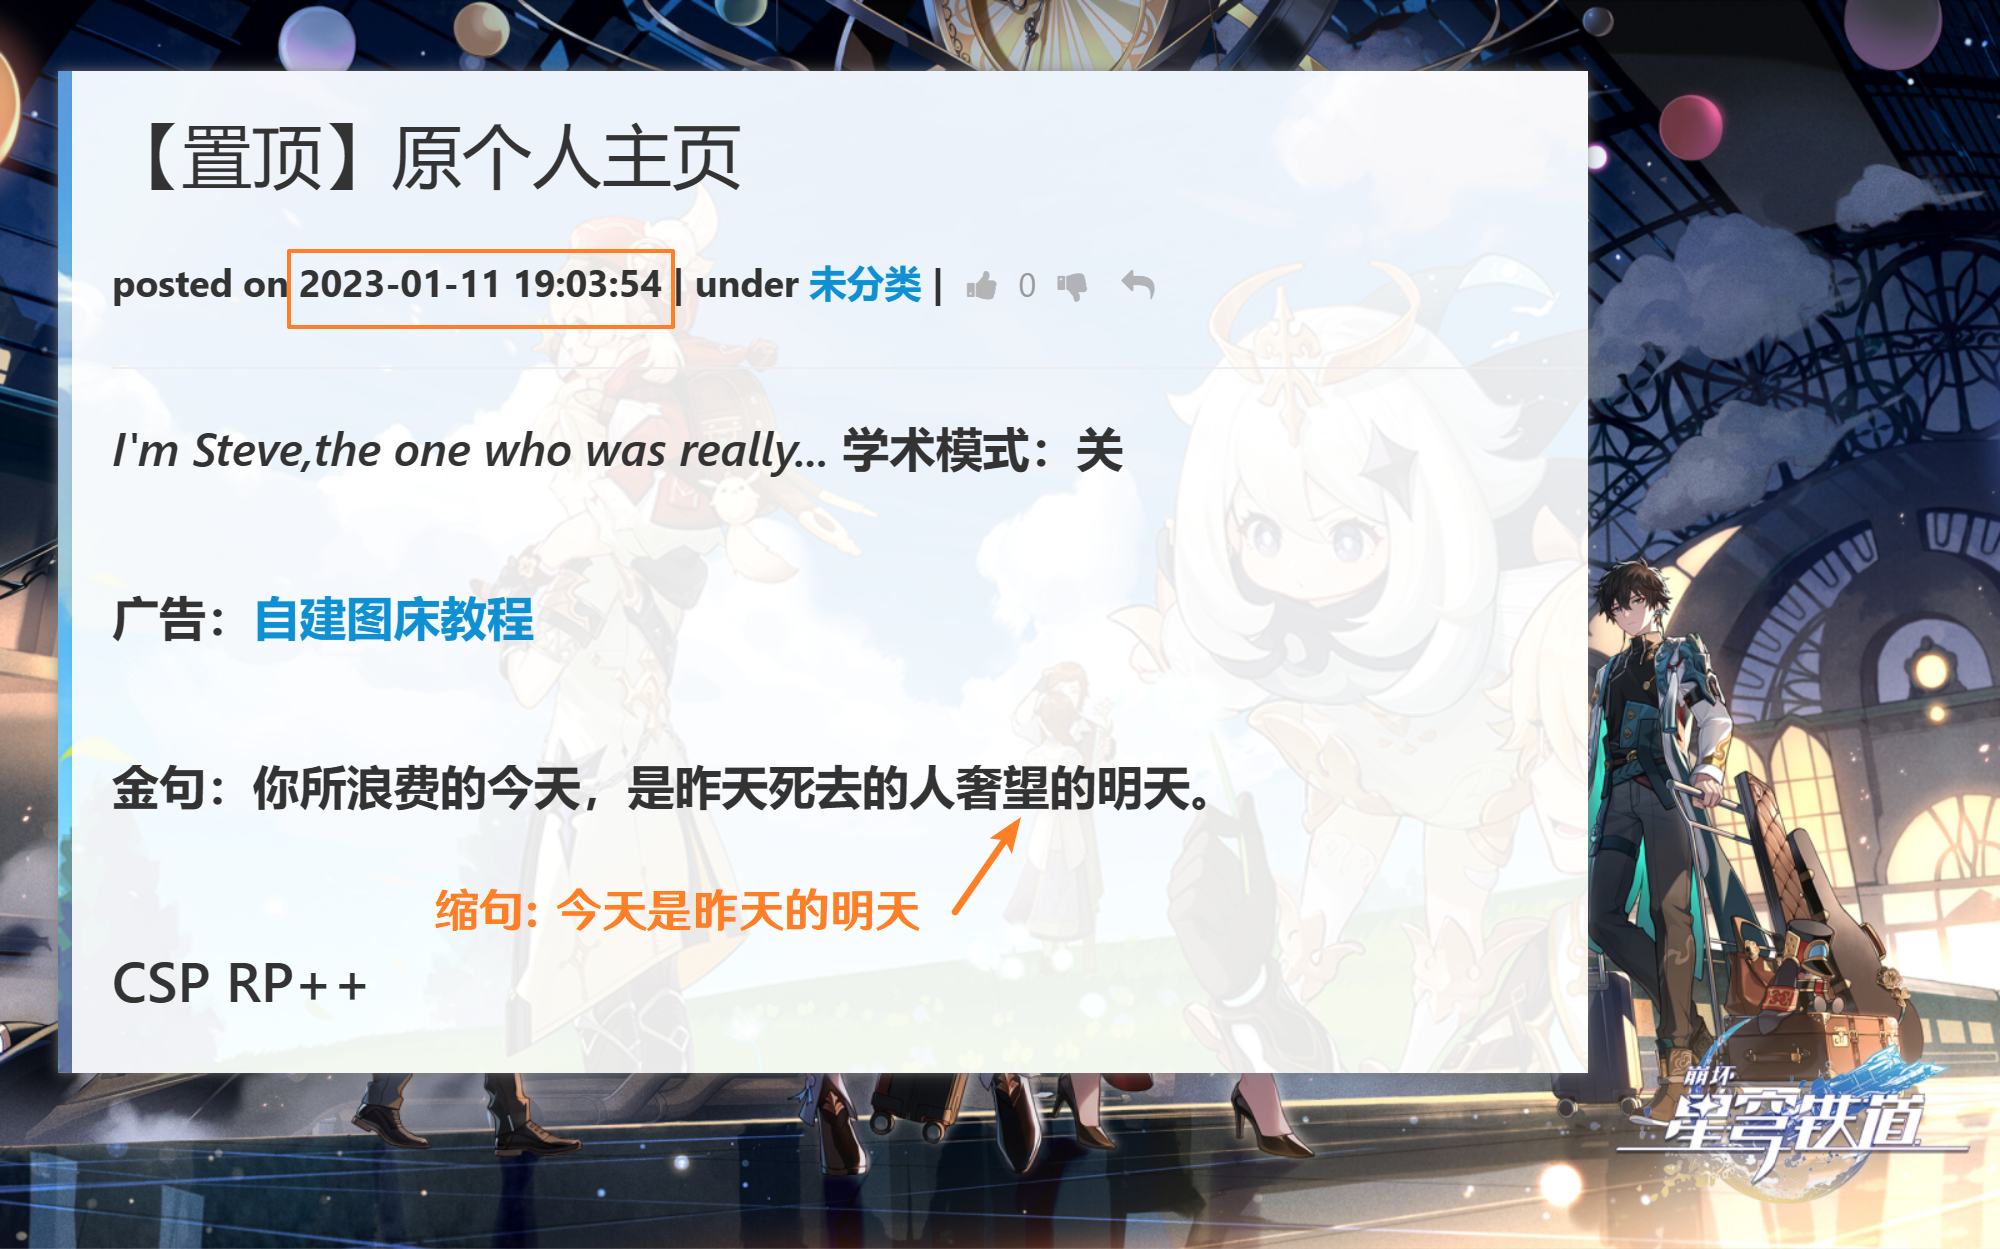 【置顶】原个人主页
posted on 2023-01-11 19:03:54 | under 未分类 | 0
I'm Steve,the one who was really... 学术模式：关
广告：自建图床教程
金句：你所浪费的今天，是昨天死去的人奢望的明天。
缩句: 今天是昨天的明天
CSP RP++
崩坏
星穹铁道